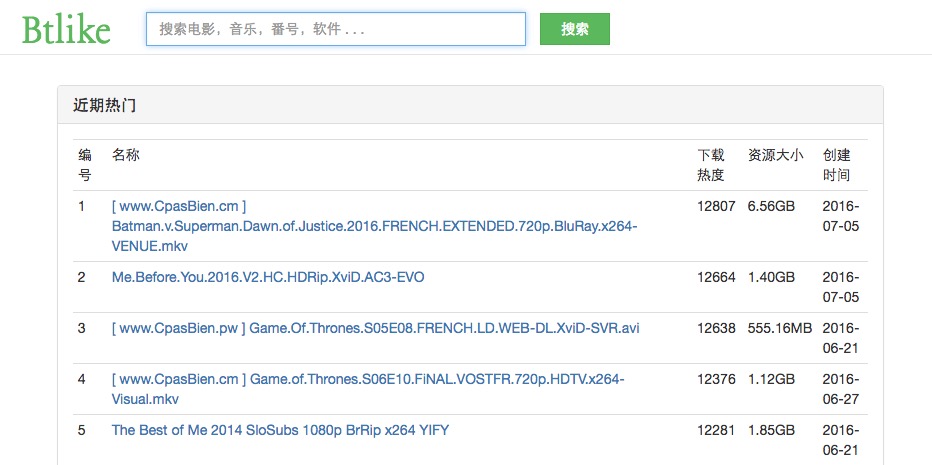 Btlike
搜索电影，音乐，番号，软件 . . .
搜索
近期热门
编号 名称 下载热度 资源大小 创建时间
1 [ www.CpasBien.cm ] 12807 6.56GB 2016-
Batman.v.Superman.Dawn.of.Justice.2016.FRENCH.EXTENDED.720p.BluRay.x264- 07-05
VENUE.mkv
2 Me.Before.You.2016.V2.HC.HDRip.XviD.AC3-EVO 12664 1.40GB 2016-
07-05
3 [ www.CpasBien.pw ] Game.Of.Thrones.S05E08.FRENCH.LD.WEB-DL.XviD-SVR.avi 12638 555.16MB 2016-
06-21
4 [ www.CpasBien.cm ] Game.of.Thrones.S06E10.FiNAL.VOSTFR.720p.HDTV.x264- 12376 1.12GB 2016-
Visual.mkv 06-27
5 The Best of Me 2014 SloSubs 1080p BrRip x264 YIFY 12281 1.85GB 2016-
06-21